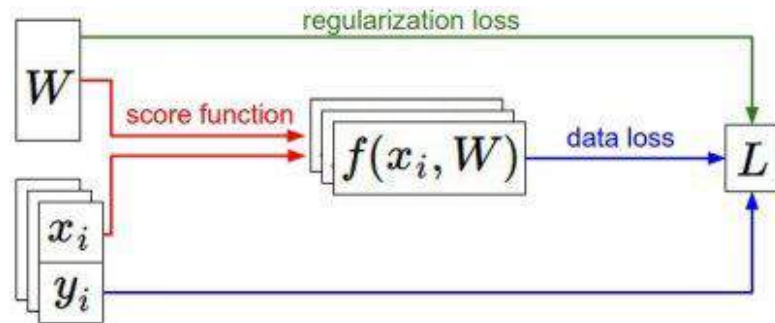 regularization loss
W
score function
f(x_i, W)
data loss
L
x_i
y_i